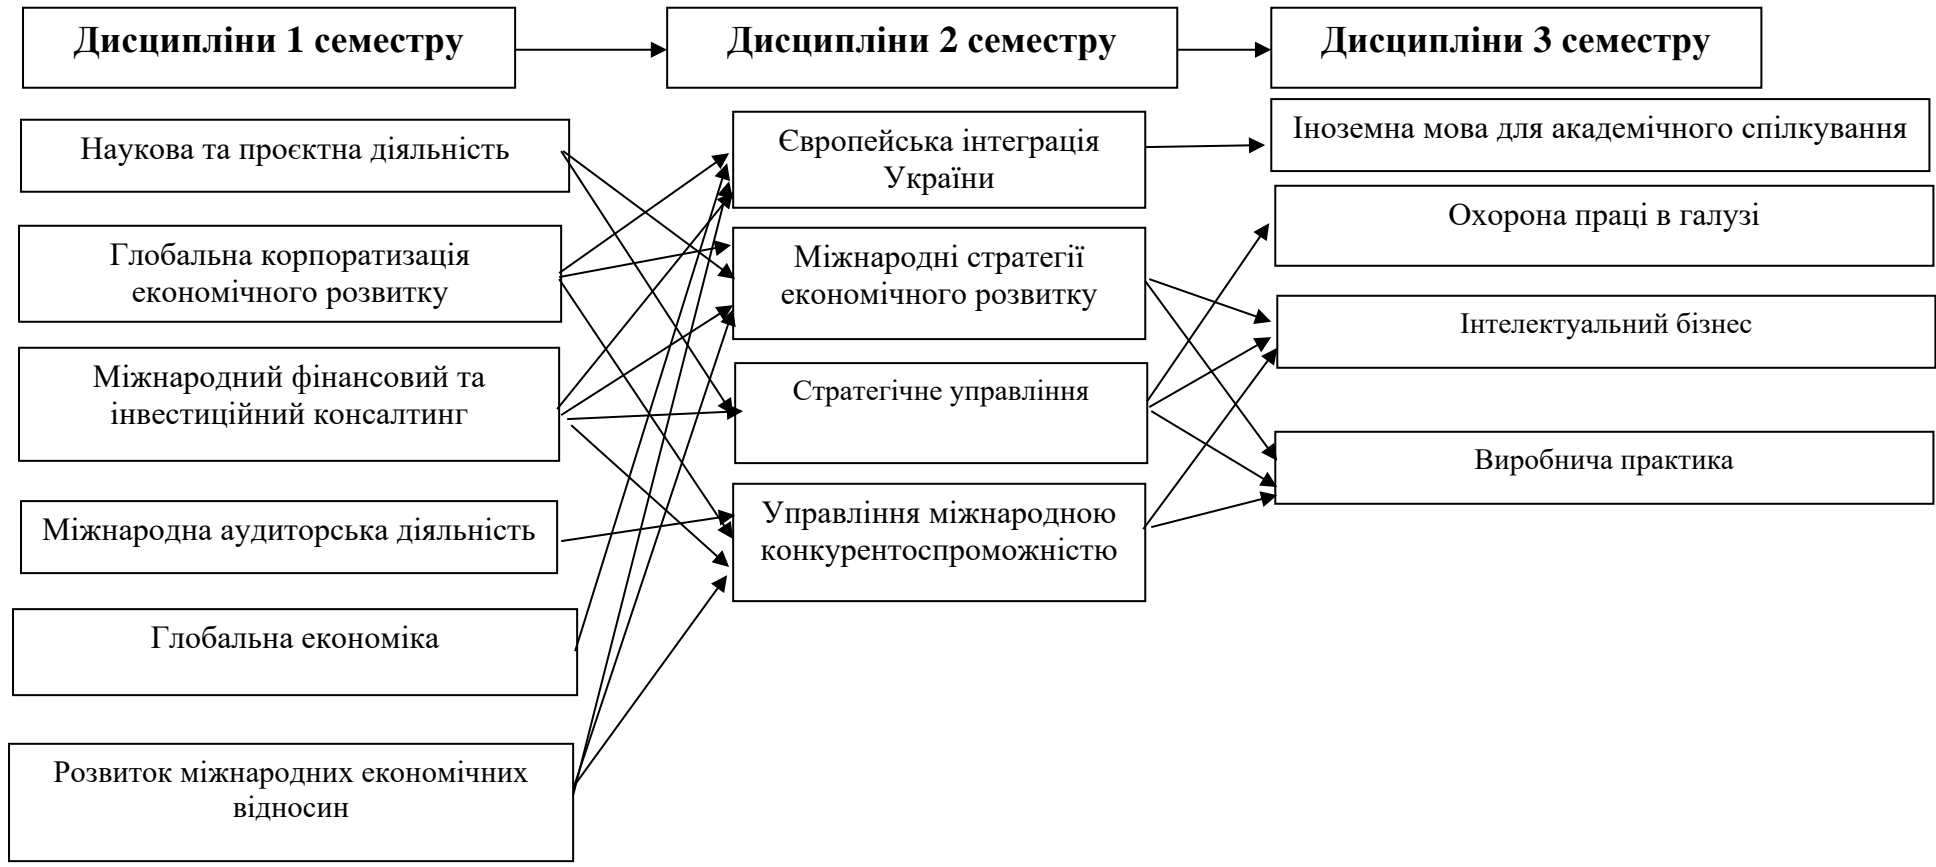 Дисципліни 1 семестру
Дисципліни 2 семестру
Дисципліни 3 семестру
Наукова та проєктна діяльність
Глобальна корпоратизація
економічного розвитку
Міжнародний фінансовий та
інвестиційний консалтинг
Міжнародна аудиторська діяльність
Глобальна економіка
Розвиток міжнародних економічних
відносин
Європейська інтеграція
України
Міжнародні стратегії
економічного розвитку
Стратегічне управління
Управління міжнародною
конкурентоспроможністю
Іноземна мова для академічного спілкування
Охорона праці в галузі
Інтелектуальний бізнес
Виробнича практика